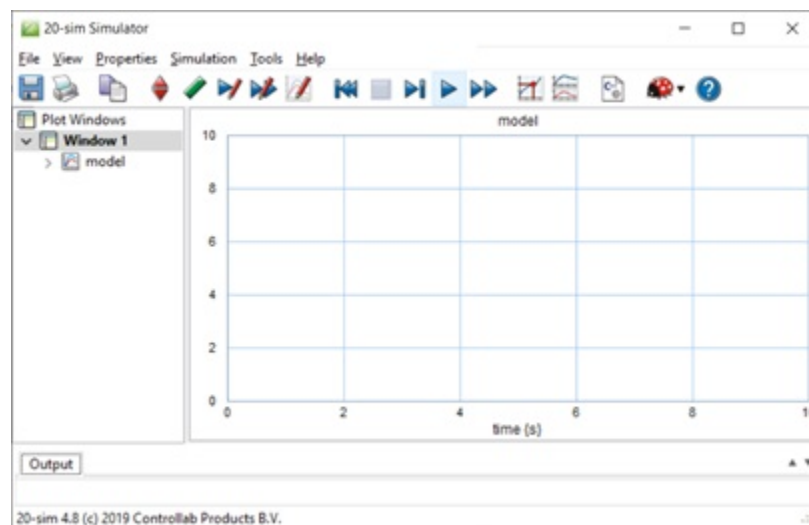 20-sim Simulator
File View Properties Simulation Tools Help
Plot Windows
Window 1
model
model
10
8
6
4
2
0
0 2 4 6 8 1
time {s}
Output
20-sim 4.8 (c) 2019 Controllab Products B.V.